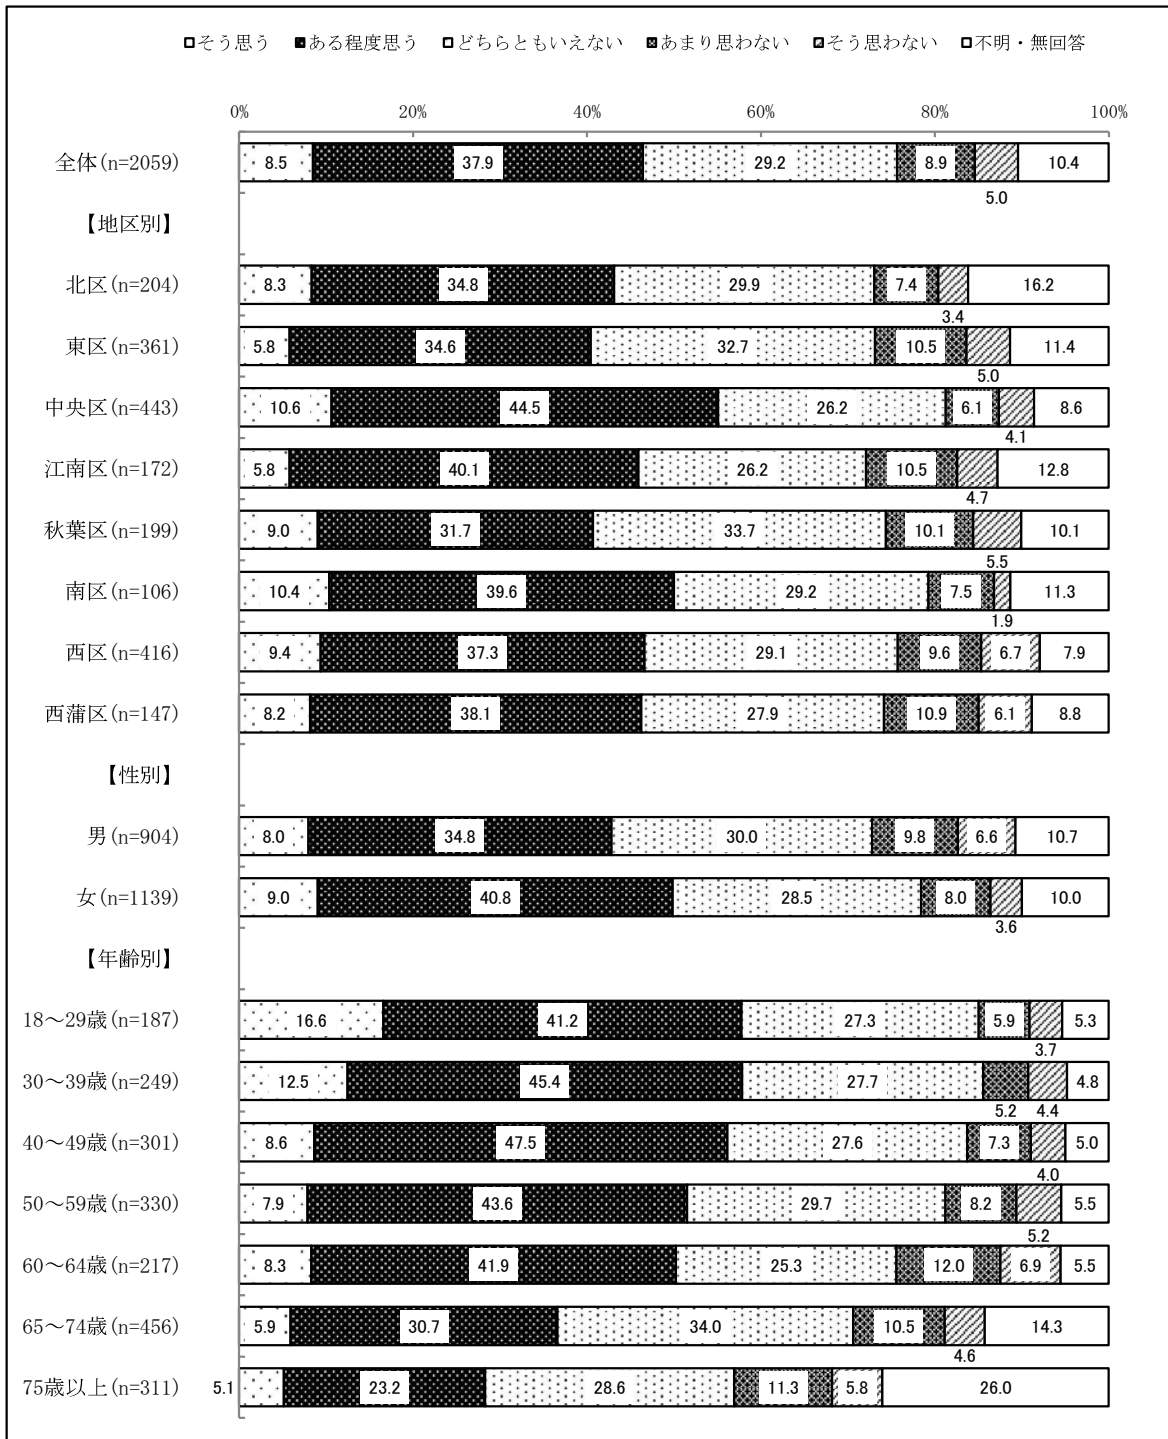 □そう思う ■ある程度思う □どちらともいえない ■あまり思わない □そう思わない □不明・無回答
0% 20% 40% 60% 80% 100%
全体(n=2059) 8.5 37.9 29.2 8.9 10.4
5.0
【地区別】
北区(n=204) 8.3 34.8 29.9 7.4 16.2
3.4
東区(n=361) 5.8 34.6 32.7 10.5 11.4
5.0
中央区(n=443) 10.6 44.5 26.2 6.1 8.6
4.1
江南区(n=172) 5.8 40.1 26.2 10.5 12.8
4.7
秋葉区(n=199) 9.0 31.7 33.7 10.1 10.1
5.5
南区(n=106) 10.4 39.6 29.2 7.5 11.3
1.9
西区(n=416) 9.4 37.3 29.1 9.6 6.7 7.9
西蒲区(n=147) 8.2 38.1 27.9 10.9 6.1 8.8
【性別】
男(n=904) 8.0 34.8 30.0 9.8 6.6 10.7
女(n=1139) 9.0 40.8 28.5 8.0 10.0
3.6
【年齢別】
18～29歳(n=187) 16.6 41.2 27.3 5.9 5.3
3.7
30～39歳(n=249) 12.5 45.4 27.7 4.8
5.2 4.4
40～49歳(n=301) 8.6 47.5 27.6 7.3 5.0
4.0
50～59歳(n=330) 7.9 43.6 29.7 8.2 5.5
5.2
60～64歳(n=217) 8.3 41.9 25.3 12.0 6.9 5.5
65～74歳(n=456) 5.9 30.7 34.0 10.5 14.3
4.6
75歳以上(n=311) 5.1 23.2 28.6 11.3 5.8 26.0